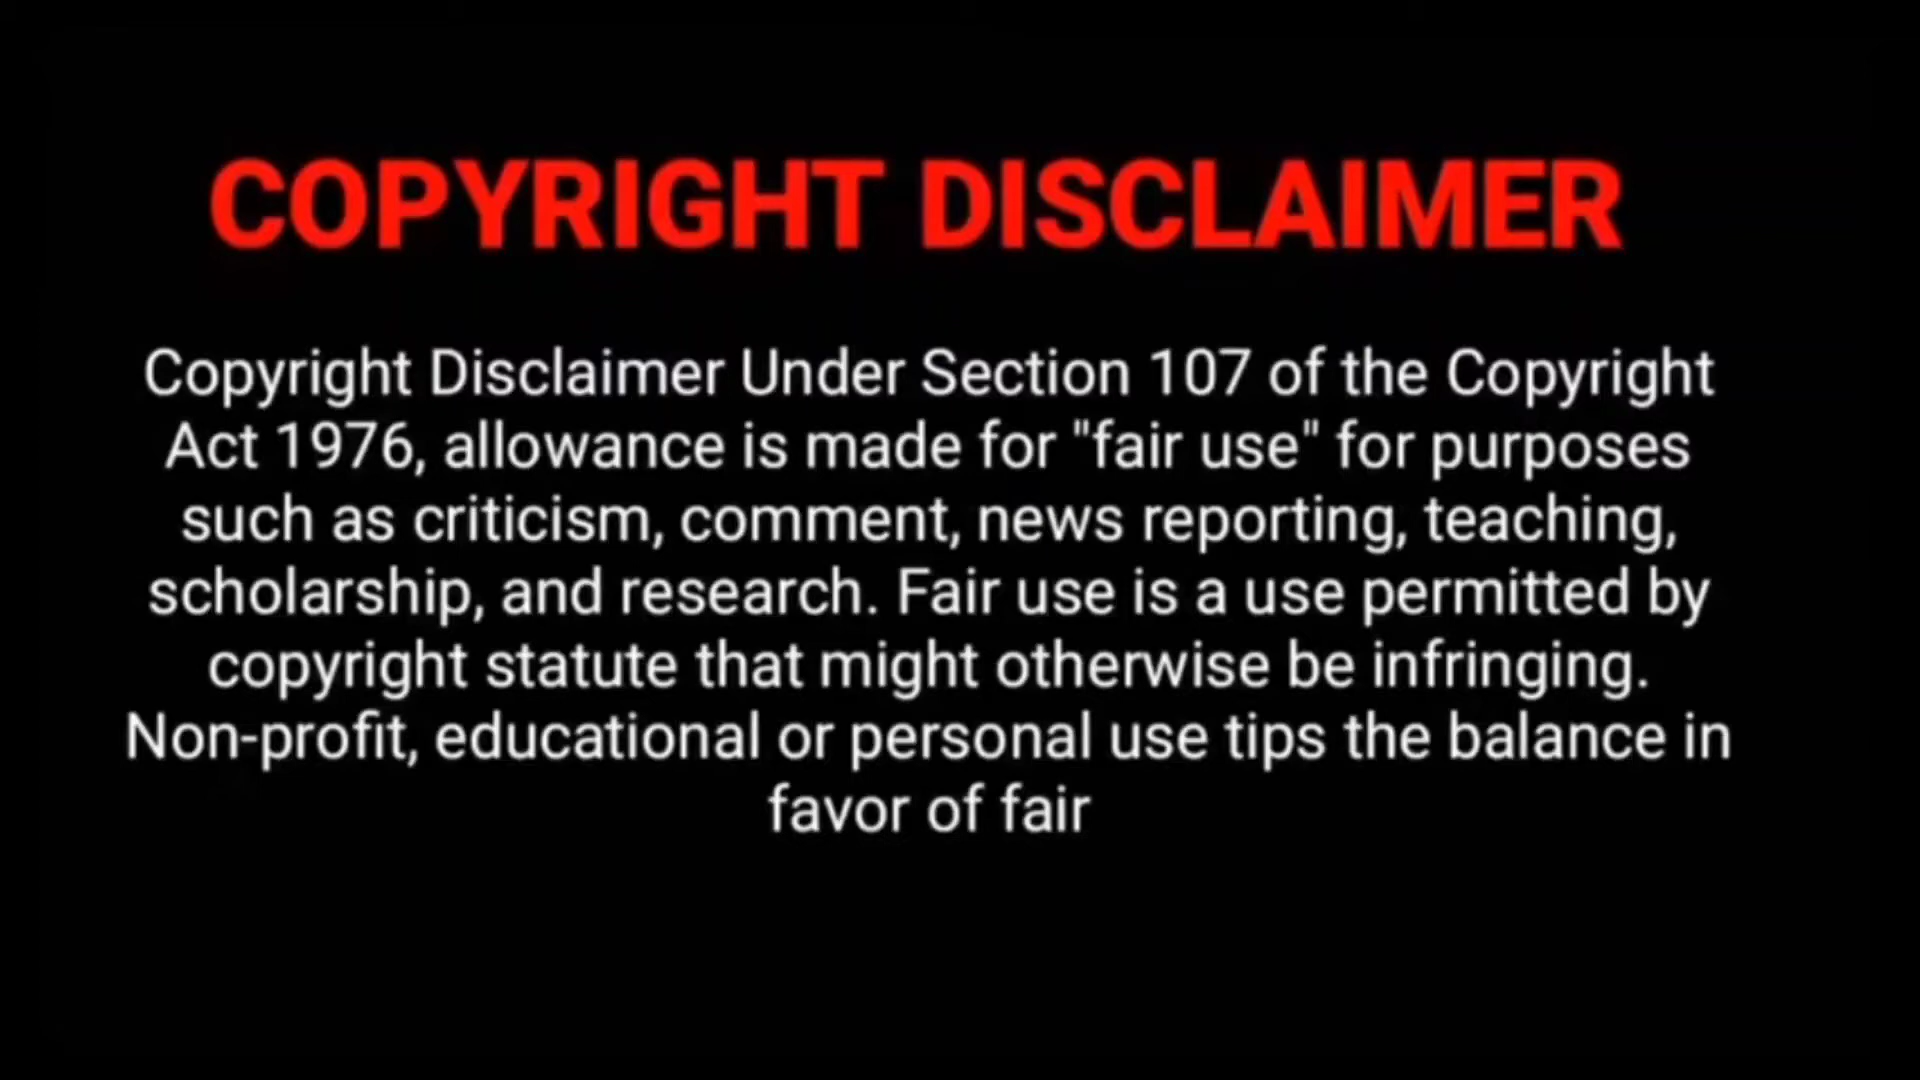 COPYRIGHT DISCLAIMER
Copyright Disclaimer Under Section 107 of the Copyright
Act 1976, allowance is made for "fair use" for purposes
such as criticism, comment, news reporting, teaching,
scholarship, and research. Fair use is a use permitted by
copyright statute that might otherwise be infringing.
Non-profit, educational or personal use tips the balance in
favor of fair